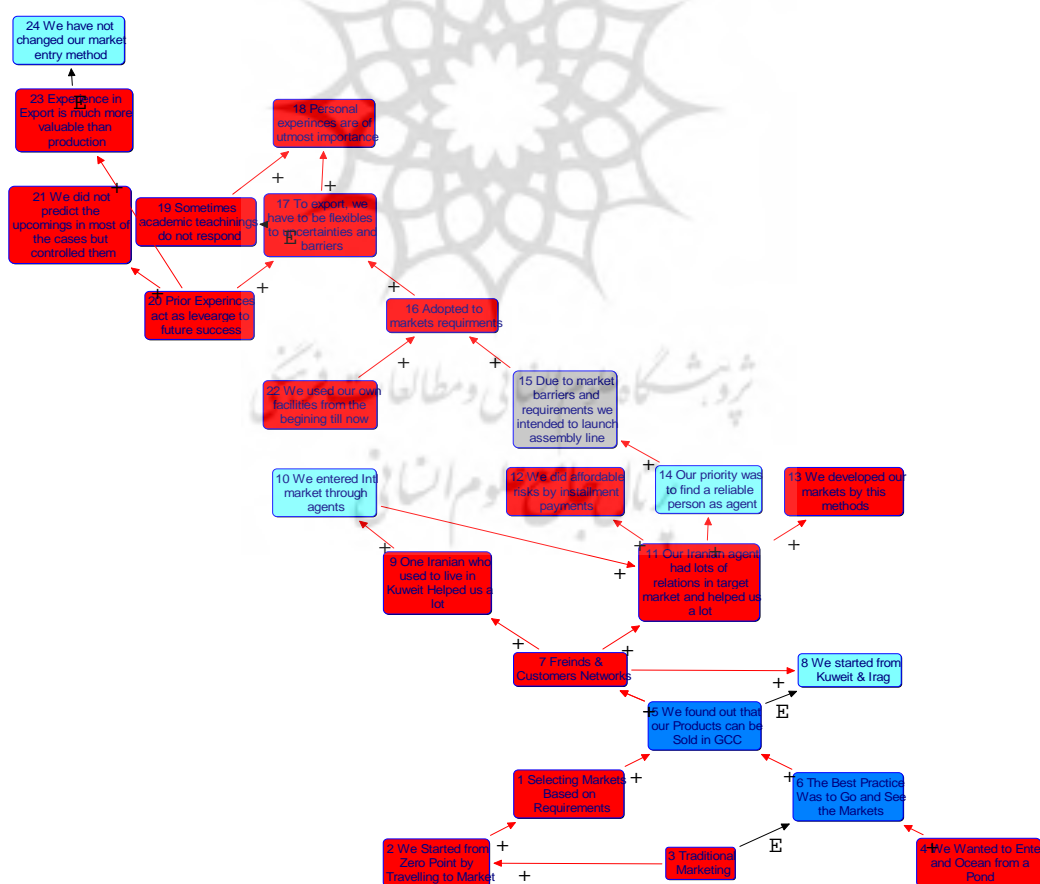 24 We have not
changed our market
entry method
23 Experience in
Export is much more
valuable than
production
E
18 Personal
experinces are of
utmost importance
+
+
+
21 We did not
predict the
upcomings in most of
the cases but
controlled them
19 Sometimes
academic teachinings
do not respond
17 To export, we
have to be flexibles
to uncertainties and
barriers
E
+
+
+
20 Prior Experinces
act as levearge to
future success
16 Adopted to
markets requirments
+
+
22 We used our own
facilities from the
begining till now
15 Due to market
barriers and
requirements we
intended to launch
assembly line
پژوهشگاه علوم انسانی و مطالعات فرهنگی
+
10 We entered Int
market through
agents
12 We did affordable
risks by installment
payments
14 Our priority was
to find a reliable
person as agent
13 We developed our
markets by this
methods
پرتال جامع علوم انسانی
+
+
+
+
+
9 One Iranian who
used to live in
Kuweit Helped us a
lot
11 Our Iranian agent
had lots of
relations in target
market and helped us
a lot
+
+
7 Freinds &
Customers Networks
8 We started from
Kuweit & Irag
+
E
+
5 We found out that
our Products can be
Sold in GCC
+
+
1 Selecting Markets
Based on
Requirements
6 The Best Practice
Was to Go and See
the Markets
+
E
+
2 We Started from
Zero Point by
Travelling to Market
3 Traditional
Marketing
4 We Wanted to Ente
and Ocean from a
Pond
+